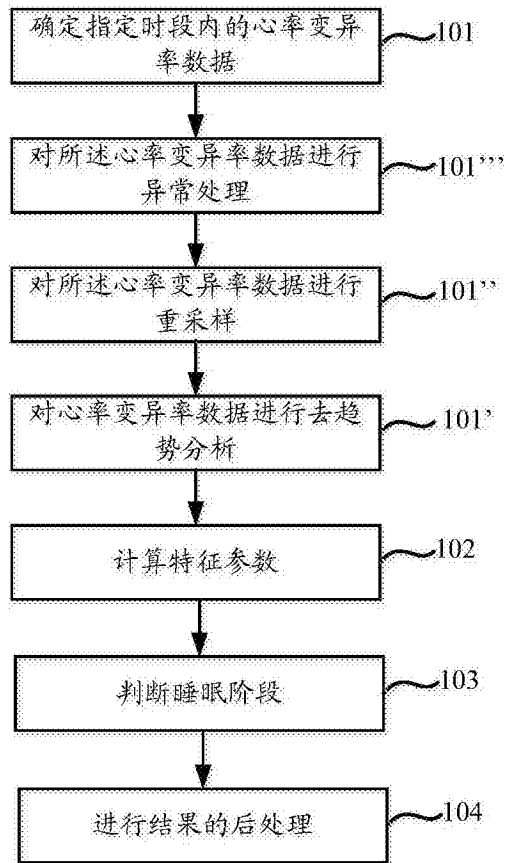 确定指定时段内的心率变异
率数据
101
对所述心率变异率数据进行
异常处理
101’’’
对所述心率变异率数据进行
重采样
101’’
对心率变异率数据进行去趋
势分析
101’
计算特征参数
102
判断睡眠阶段
103
进行结果的后处理
104